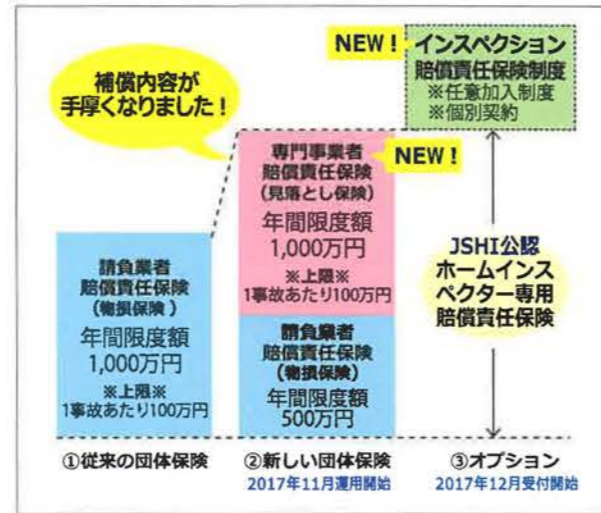 補償内容が
手厚くなりました！
NEW！
インスペクション
賠償責任保険制度
※任意加入制度
※個別契約
専門事業者
賠償責任保険
(見落とし保険)
年間限度額
1,000万円
※上限※
1事故あたり100万円
NEW！
請負業者
賠償責任保険
(物損保険)
年間限度額
1,000万円
※上限※
1事故あたり100万円
請負業者
賠償責任保険
(物損保険)
年間限度額
500万円
JSHI公認
ホームインス
ペクター専用
賠償責任保険
①従来の団体保険
②新しい団体保険
2017年11月運用開始
③オプション
2017年12月受付開始